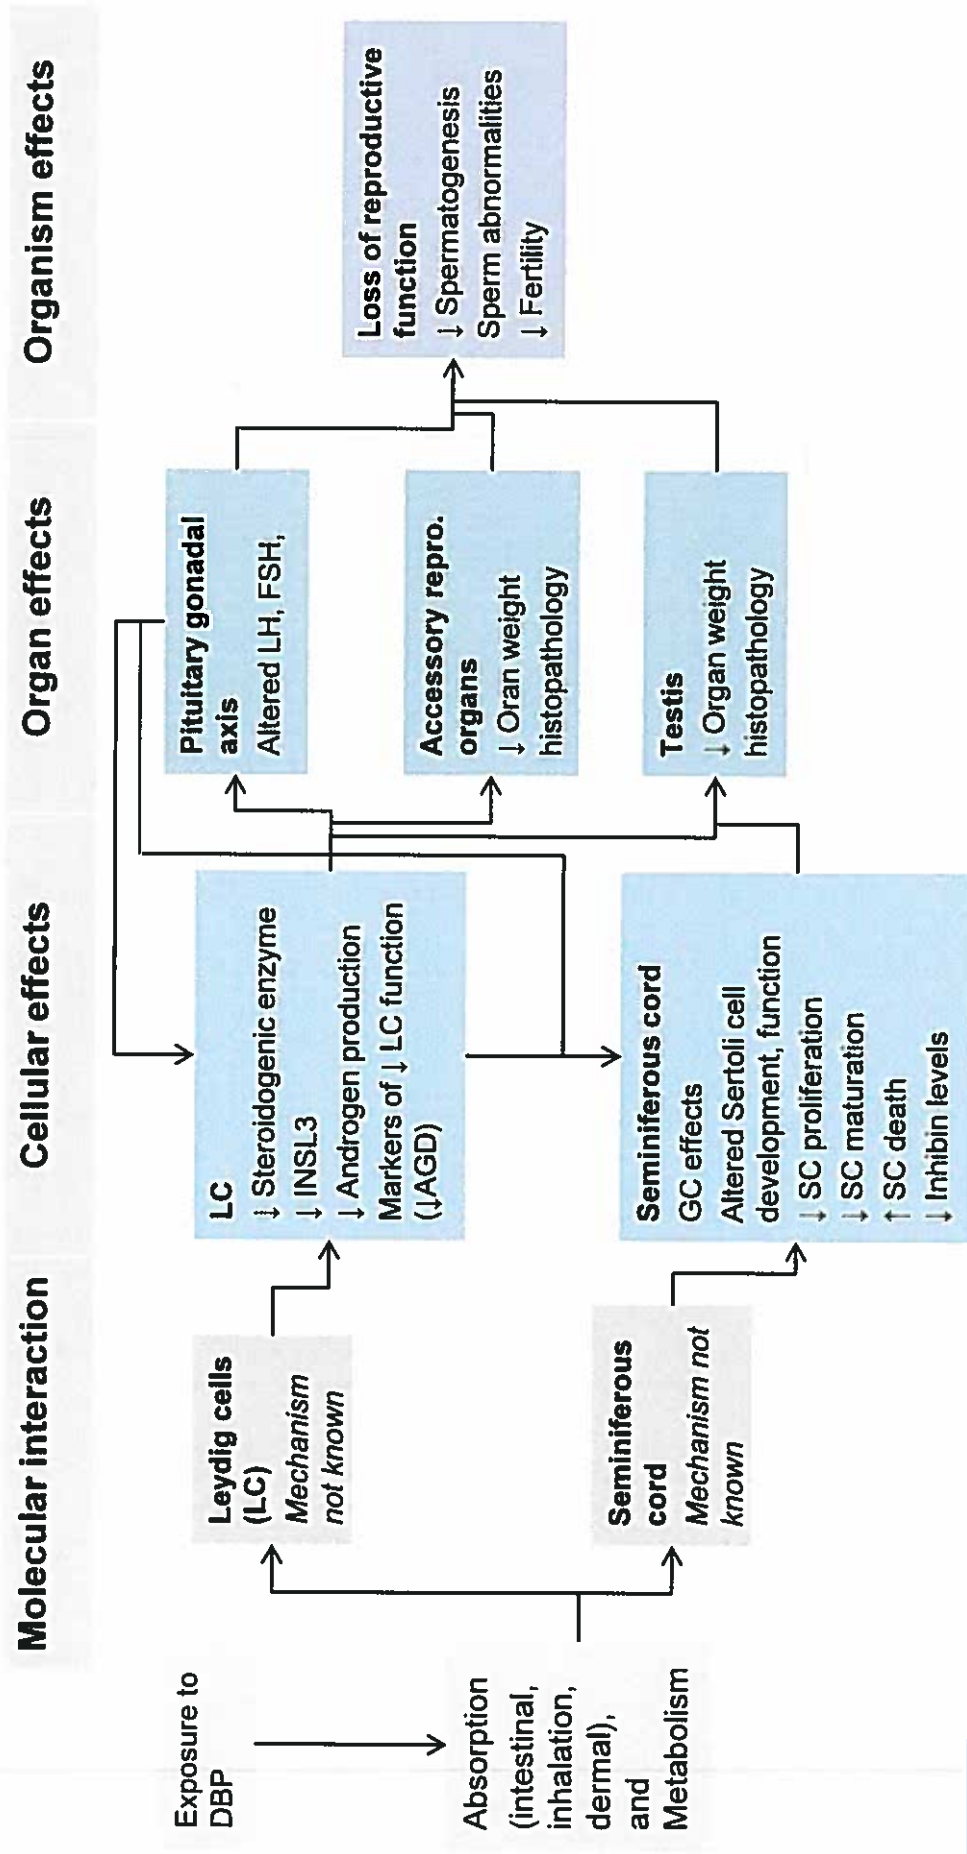 Molecular interaction
Cellular effects
Organ effects
Organism effects
Exposure to
DBP
Absorption
(intestinal,
inhalation,
dermal),
and
Metabolism
Leydig cells
(LC)
Mechanism
not known
Seminiferous
cord
Mechanism not
known
LC
↓ Steroidogenic enzyme
↓ INSL3
↓ Androgen production
Markers of ↓ LC function
(↓AGD)
Seminiferous cord
GC effects
Altered Sertoli cell
development, function
↓ SC proliferation
↓ SC maturation
↑ SC death
↓ Inhibin levels
Pituitary gonadal
axis
Altered LH, FSH,
Accessory repro.
organs
↓ Oran weight
histopathology
Testis
↓ Organ weight
histopathology
Loss of reproductive
function
↓ Spermatogenesis
Sperm abnormalities
↓ Fertility